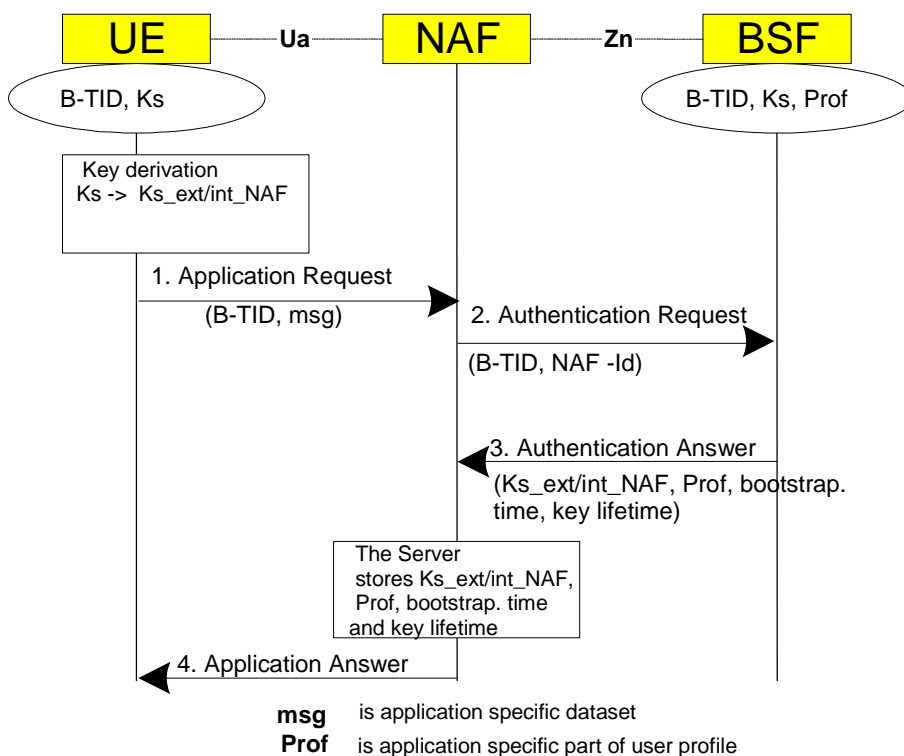 UE Ua NAF Zn BSF
B-TID, Ks
B-TID, Ks, Prof
Key derivation
Ks -> Ks_ext/int_NAF
1. Application Request
(B-TID, msg)
2. Authentication Request
(B-TID, NAF -Id)
3. Authentication Answer
(Ks_ext/int_NAF, Prof, bootstrap.
time, key lifetime)
The Server
stores Ks_ext/int_NAF,
Prof, bootstrap. time
and key lifetime
4. Application Answer
msg is application specific dataset
Prof is application specific part of user profile